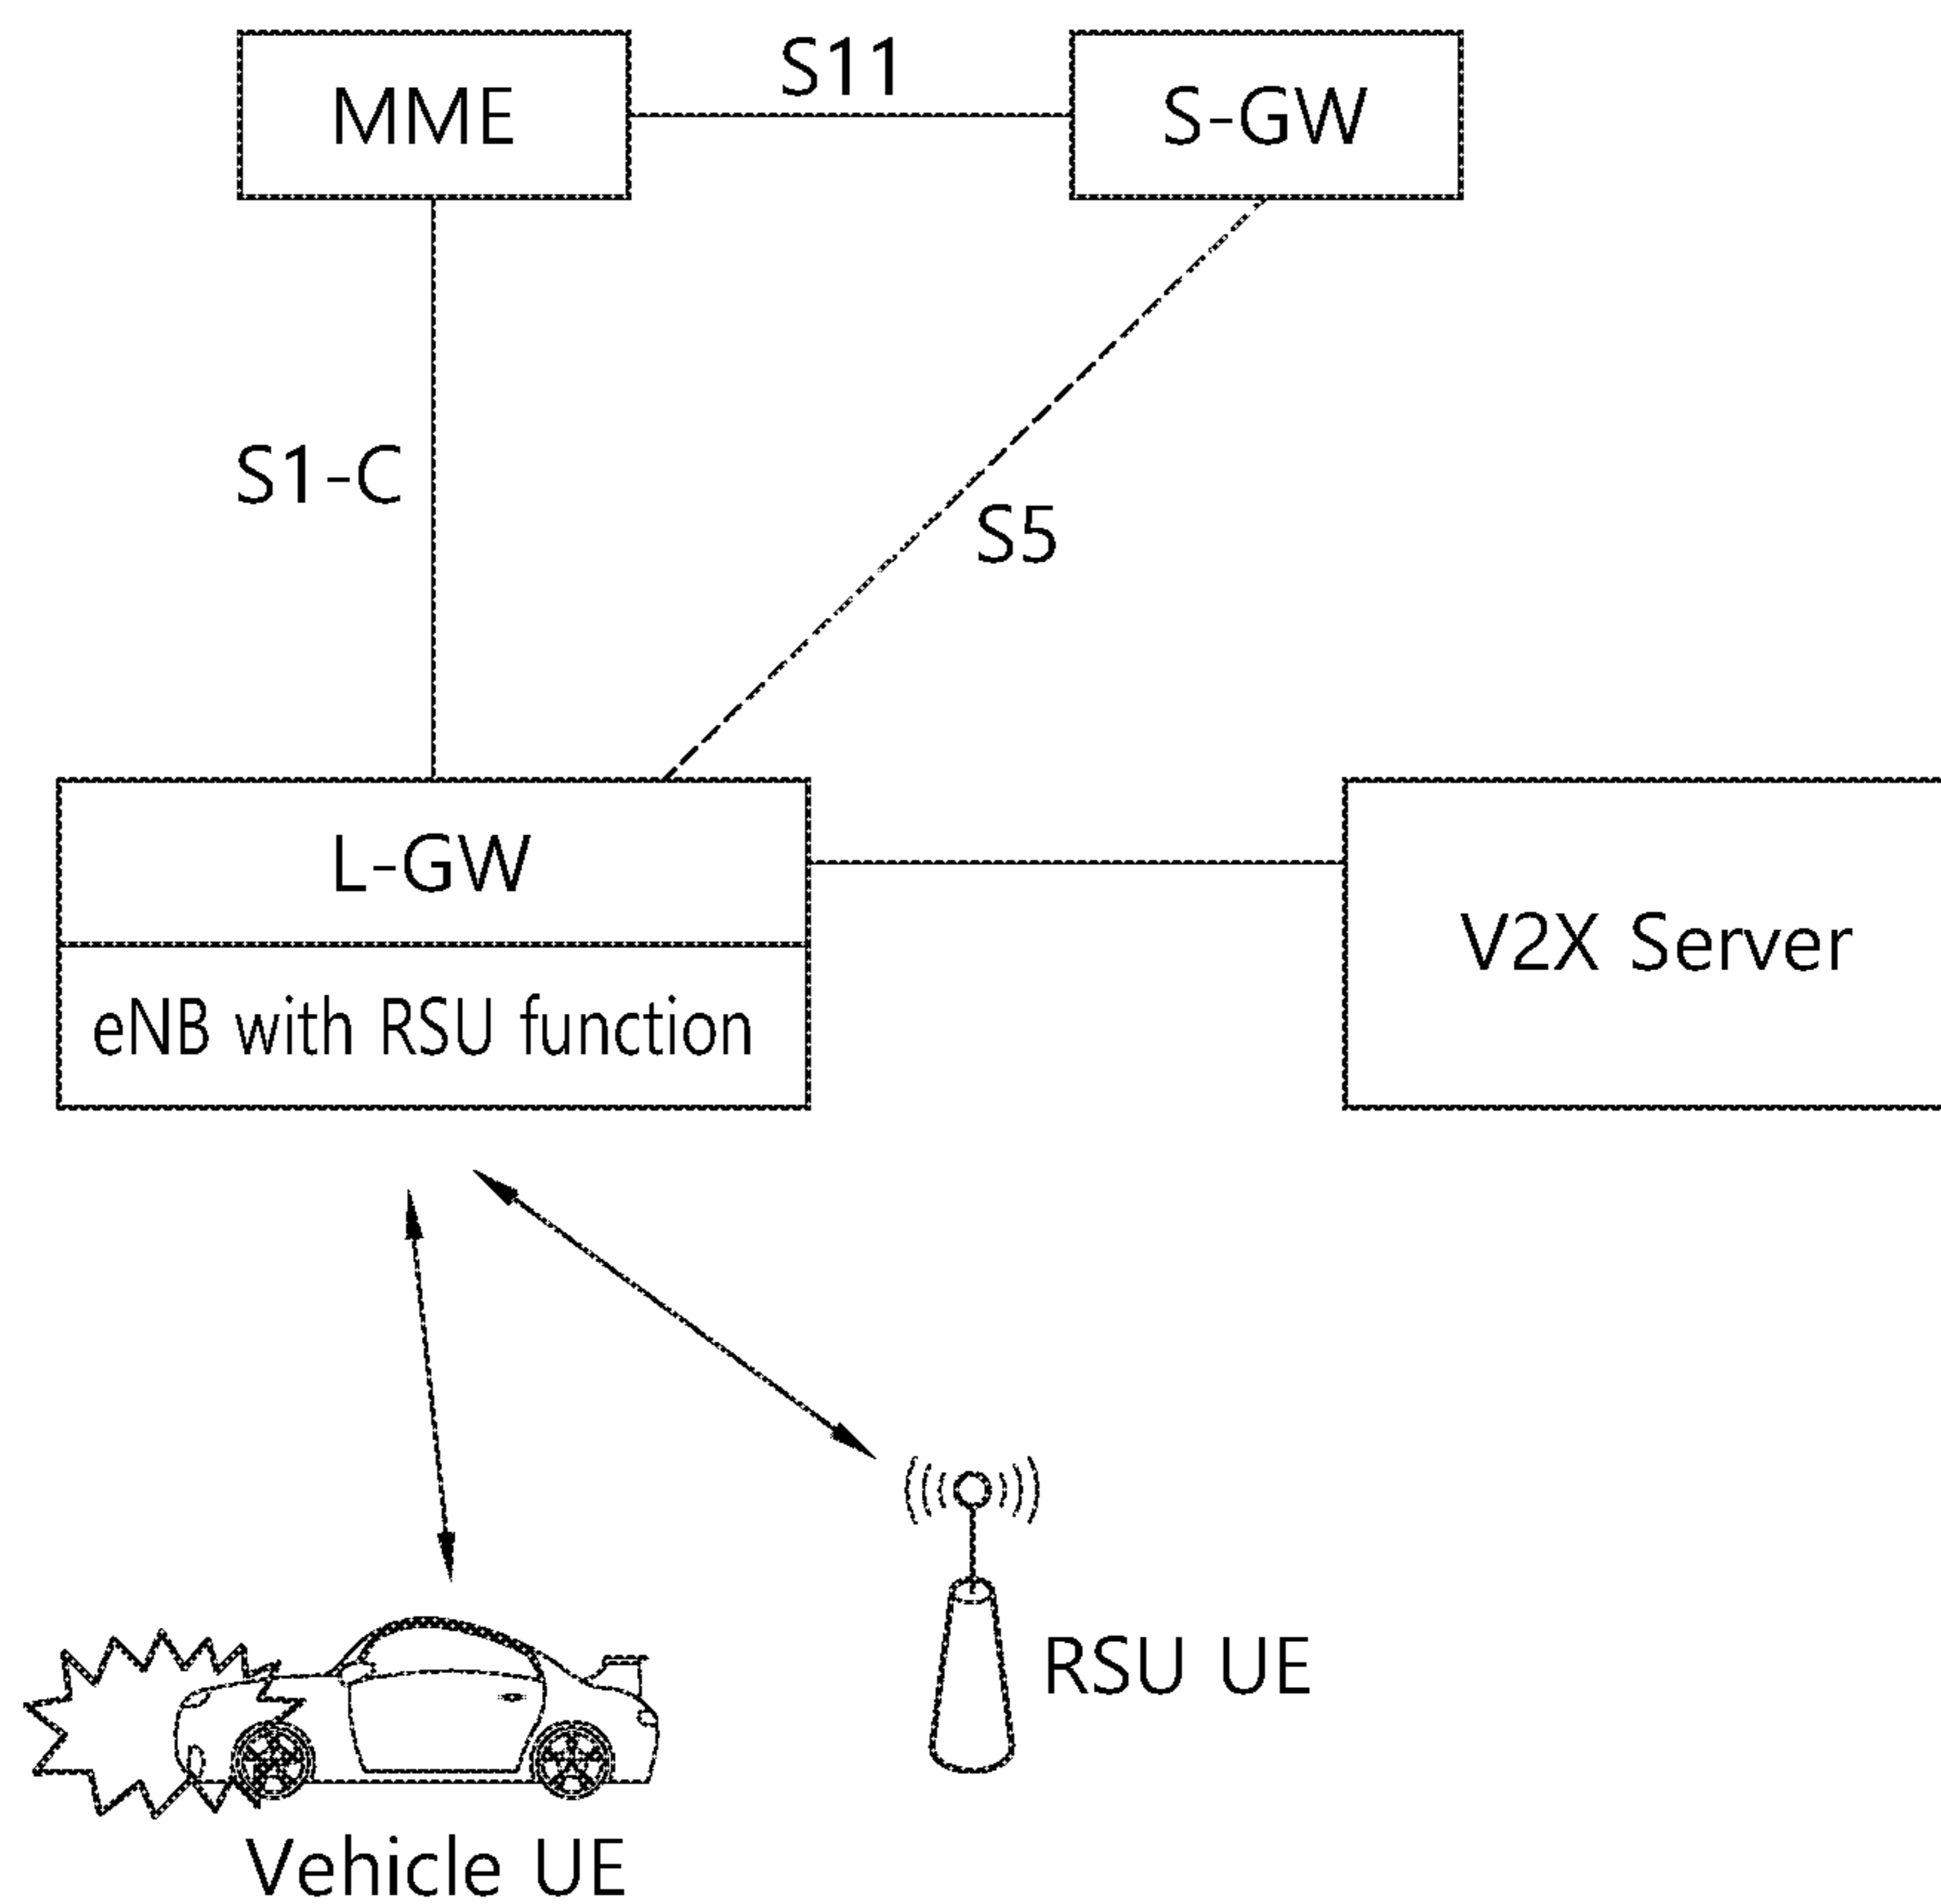 MME
S11
S-GW
S1-C
S5
L-GW
eNB with RSU function
V2X Server
RSU UE
Vehicle UE